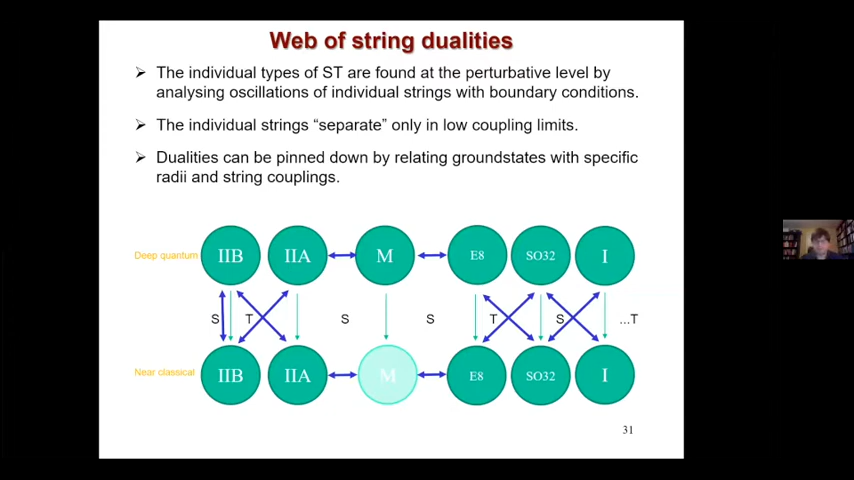 Web of string dualities
➢ The individual types of ST are found at the perturbative level by
analysing oscillations of individual strings with boundary conditions.
➢ The individual strings “separate” only in low coupling limits.
➢ Dualities can be pinned down by relating groundstates with specific
radii and string couplings.
Deep quantum IIB IIA M E8 SO32 I
S T S S T S ...T
Near classical IIB IIA M E8 SO32 I
31